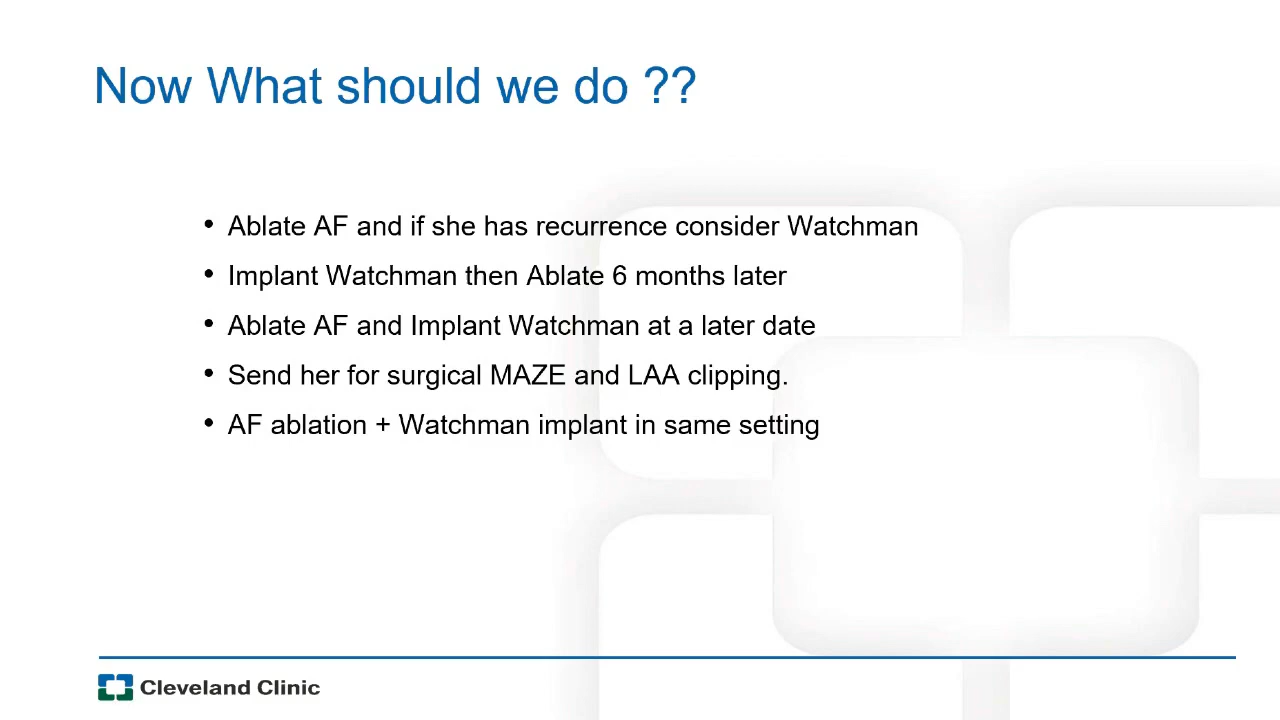 Now What should we do ??
• Ablate AF and if she has recurrence consider Watchman
• Implant Watchman then Ablate 6 months later
• Ablate AF and Implant Watchman at a later date
• Send her for surgical MAZE and LAA clipping.
• AF ablation + Watchman implant in same setting
Cleveland Clinic